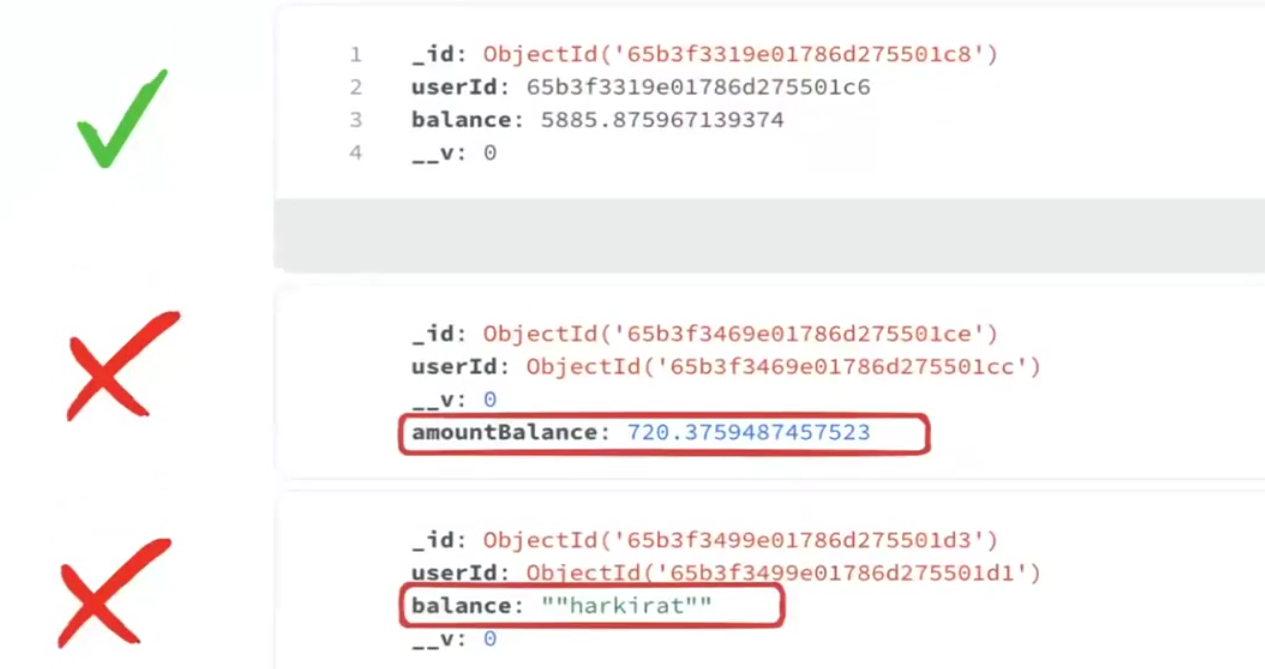 1 _id: ObjectId('65b3f3319e01786d275501c8')
2 userId: 65b3f3319e01786d275501c6
3 balance: 5885.875967139374
4 __v: 0
_id: ObjectId('65b3f3469e01786d275501ce')
userId: ObjectId('65b3f3469e01786d275501cc')
__v: 0
amountBalance: 720.3759487457523
_id: ObjectId('65b3f3499e01786d275501d3')
userId: ObjectId('65b3f3499e01786d275501d1')
balance: ""harkirat""
__v: 0